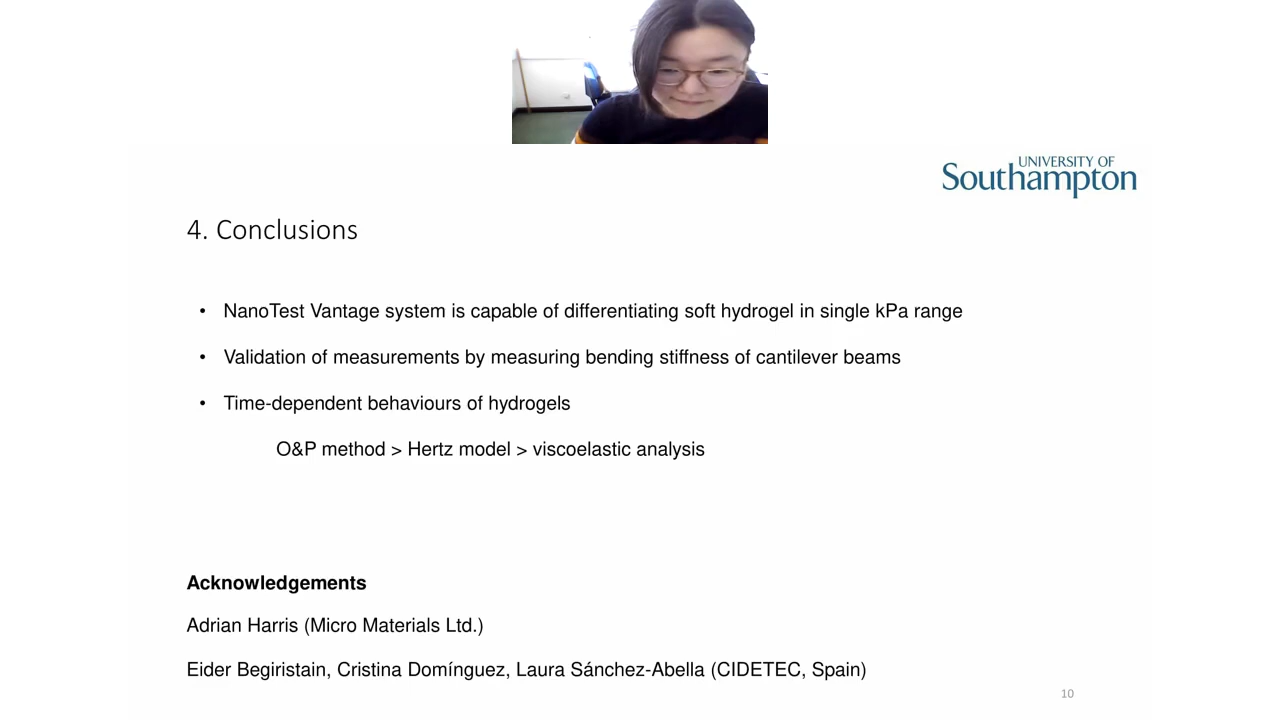 UNIVERSITY OF
Southampton
4. Conclusions
• NanoTest Vantage system is capable of differentiating soft hydrogel in single kPa range
• Validation of measurements by measuring bending stiffness of cantilever beams
• Time-dependent behaviours of hydrogels
O&P method > Hertz model > viscoelastic analysis
Acknowledgements
Adrian Harris (Micro Materials Ltd.)
Eider Begiristain, Cristina Domínguez, Laura Sánchez-Abella (CIDETEC, Spain)
10